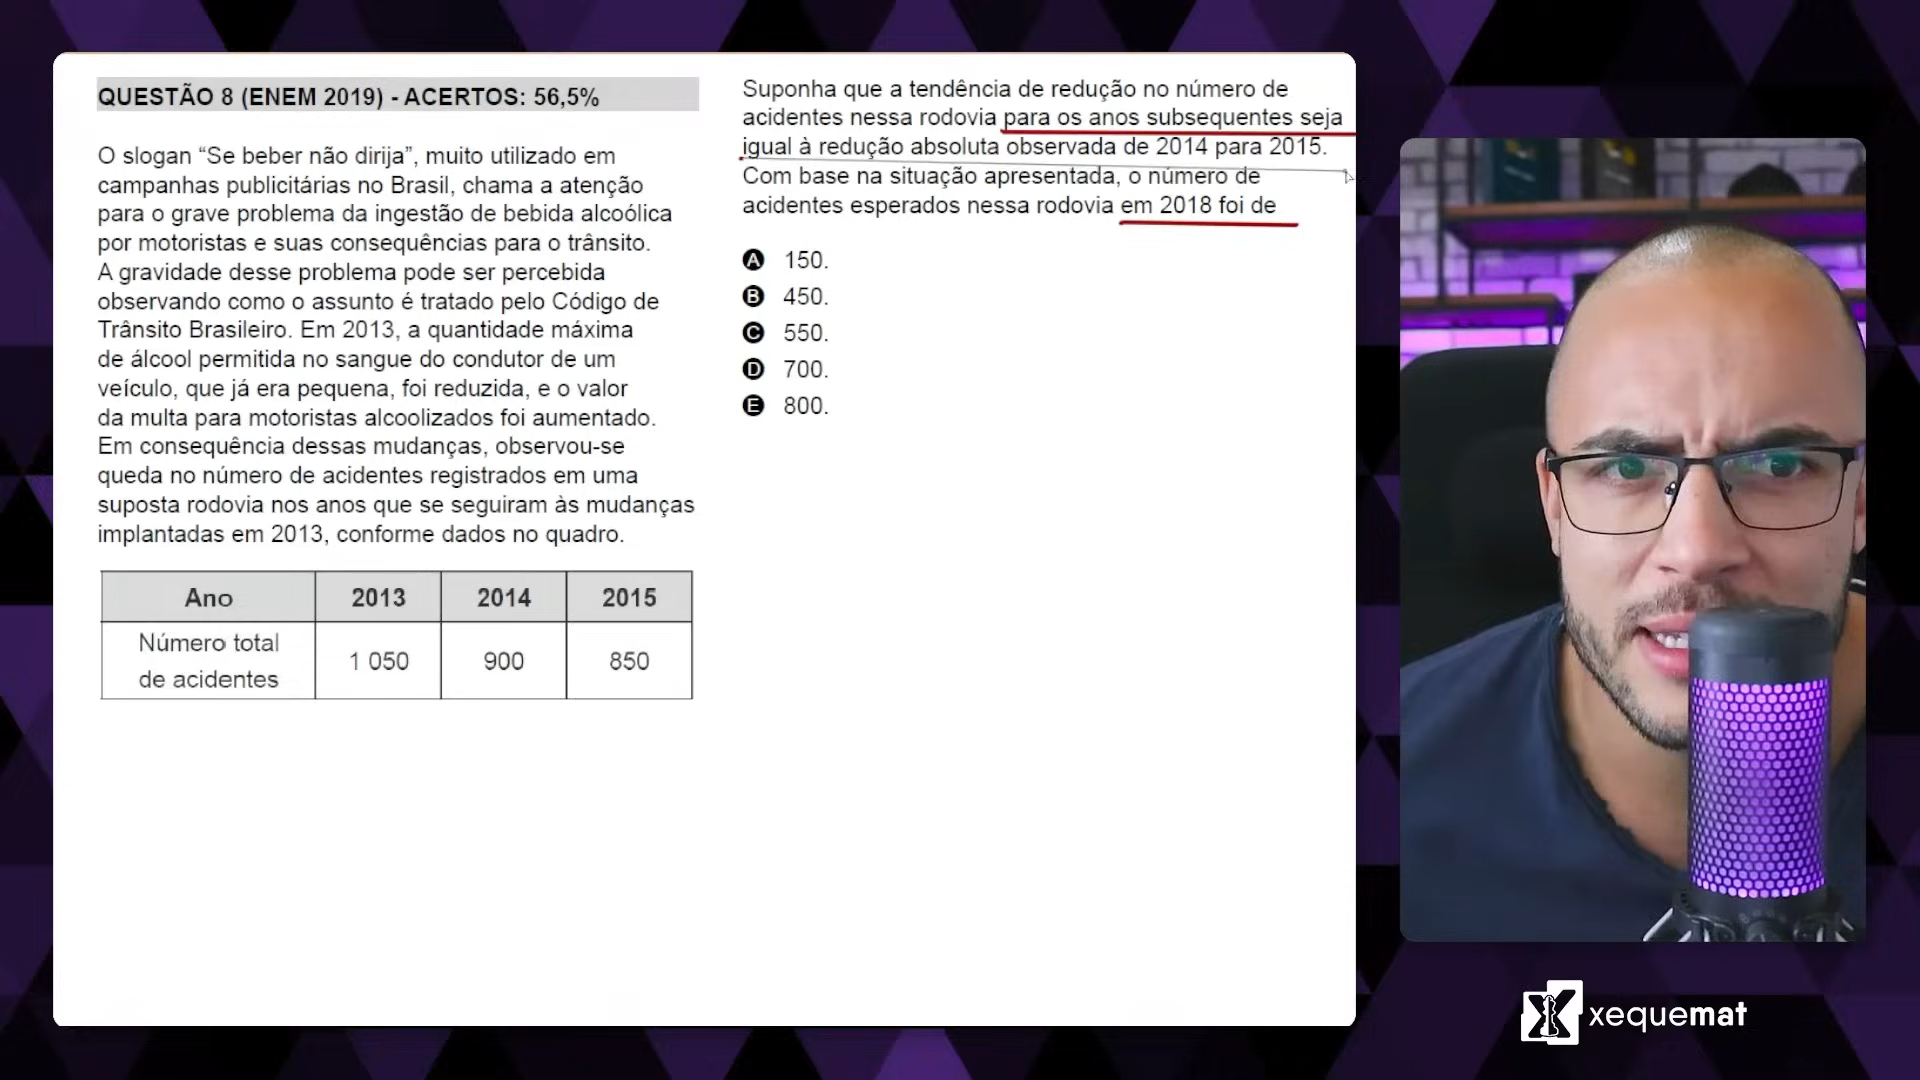 QUESTÃO 8 (ENEM 2019) - ACERTOS: 56,5%
O slogan “Se beber não dirija”, muito utilizado em
campanhas publicitárias no Brasil, chama a atenção
para o grave problema da ingestão de bebida alcoólica
por motoristas e suas consequências para o trânsito.
A gravidade desse problema pode ser percebida
observando como o assunto é tratado pelo Código de
Trânsito Brasileiro. Em 2013, a quantidade máxima
de álcool permitida no sangue do condutor de um
veículo, que já era pequena, foi reduzida, e o valor
da multa para motoristas alcoolizados foi aumentado.
Em consequência dessas mudanças, observou-se
queda no número de acidentes registrados em uma
suposta rodovia nos anos que se seguiram às mudanças
implantadas em 2013, conforme dados no quadro.
Ano 2013 2014 2015
Número total
de acidentes 1 050 900 850
Suponha que a tendência de redução no número de
acidentes nessa rodovia para os anos subsequentes seja
igual à redução absoluta observada de 2014 para 2015.
Com base na situação apresentada, o número de
acidentes esperados nessa rodovia em 2018 foi de
A 150.
B 450.
C 550.
D 700.
E 800.
xequemat